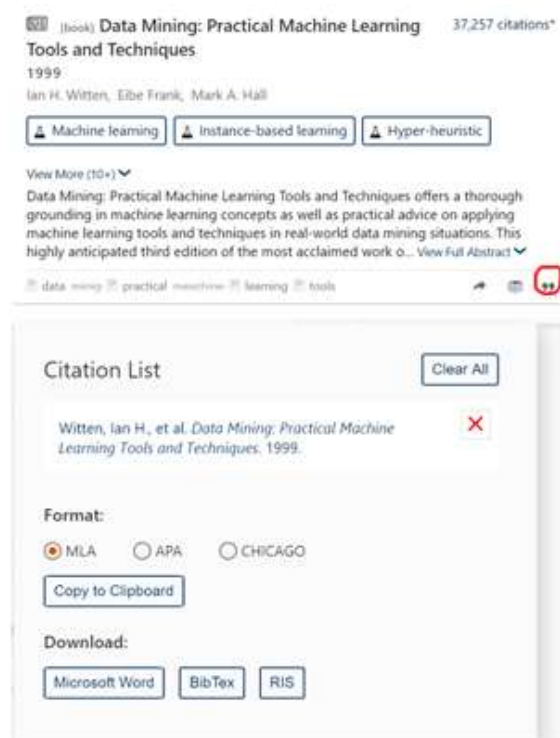 [book] Data Mining: Practical Machine Learning 37,257 citations*
Tools and Techniques
1999
Ian H. Witten, Eibe Frank, Mark A. Hall
Machine learning Instance-based learning Hyper-heuristic
View More (10+)
Data Mining: Practical Machine Learning Tools and Techniques offers a thorough
grounding in machine learning concepts as well as practical advice on applying
machine learning tools and techniques in real-world data mining situations. This
highly anticipated third edition of the most acclaimed work o... View Full Abstract
data mining practical learning tools
Citation List Clear All
Witten, Ian H., et al. Data Mining: Practical Machine
Learning Tools and Techniques. 1999.
Format:
MLA APA CHICAGO
Copy to Clipboard
Download:
Microsoft Word BibTex RIS